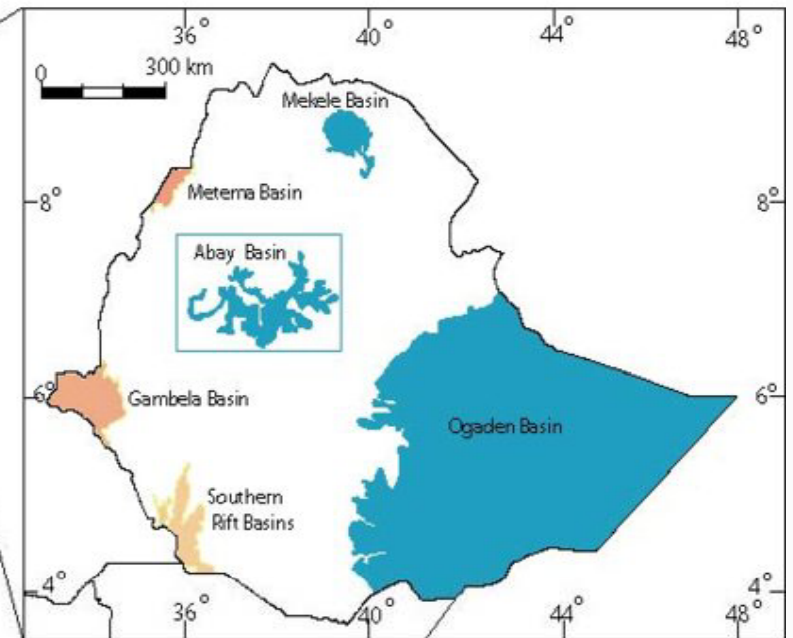 36° 40° 44° 48°
0 300 km
Mekele Basin
8° Metema Basin 8°
Abay Basin
6° Gambela Basin 6°
Ogaden Basin
Southern
Rift Basins
4° 4°
36° 40° 44° 48°